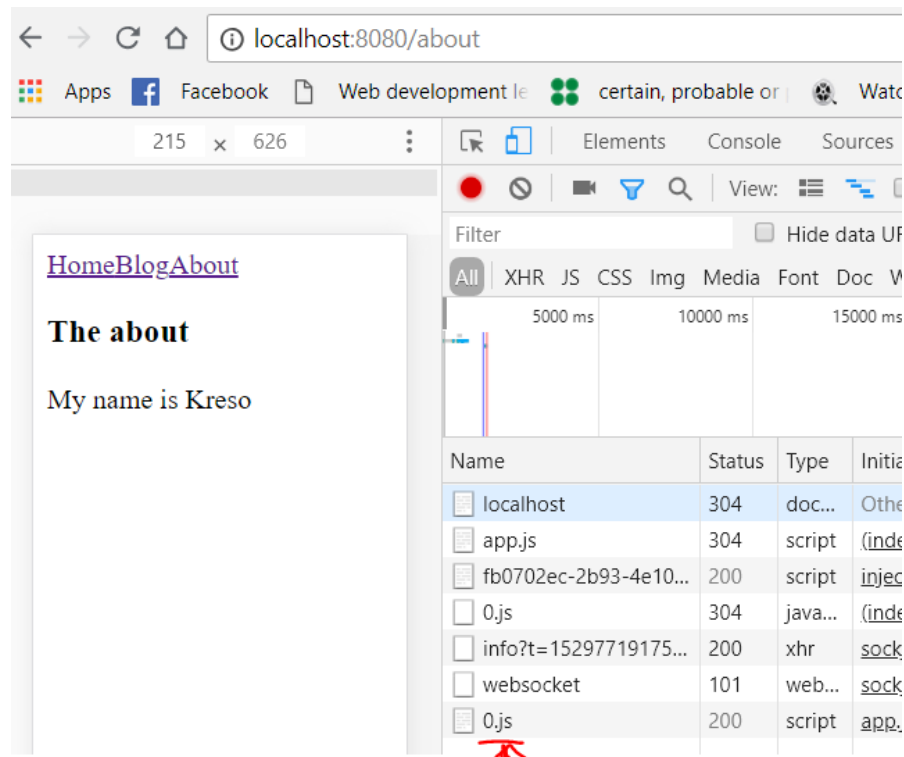 localhost:8080/about
Apps Facebook Web development le certain, probable or Watc
215 × 626
Elements Console Sources
View:
Filter Hide data UR
All XHR JS CSS Img Media Font Doc W
5000 ms 10000 ms 15000 ms
HomeBlogAbout
The about
My name is Kreso
Name Status Type Initia
localhost 304 doc... Othe
app.js 304 script (inde
fb0702ec-2b93-4e10... 200 script injec
0.js 304 java... (inde
info?t=15297719175... 200 xhr sock
websocket 101 web... sock
0.js 200 script app.